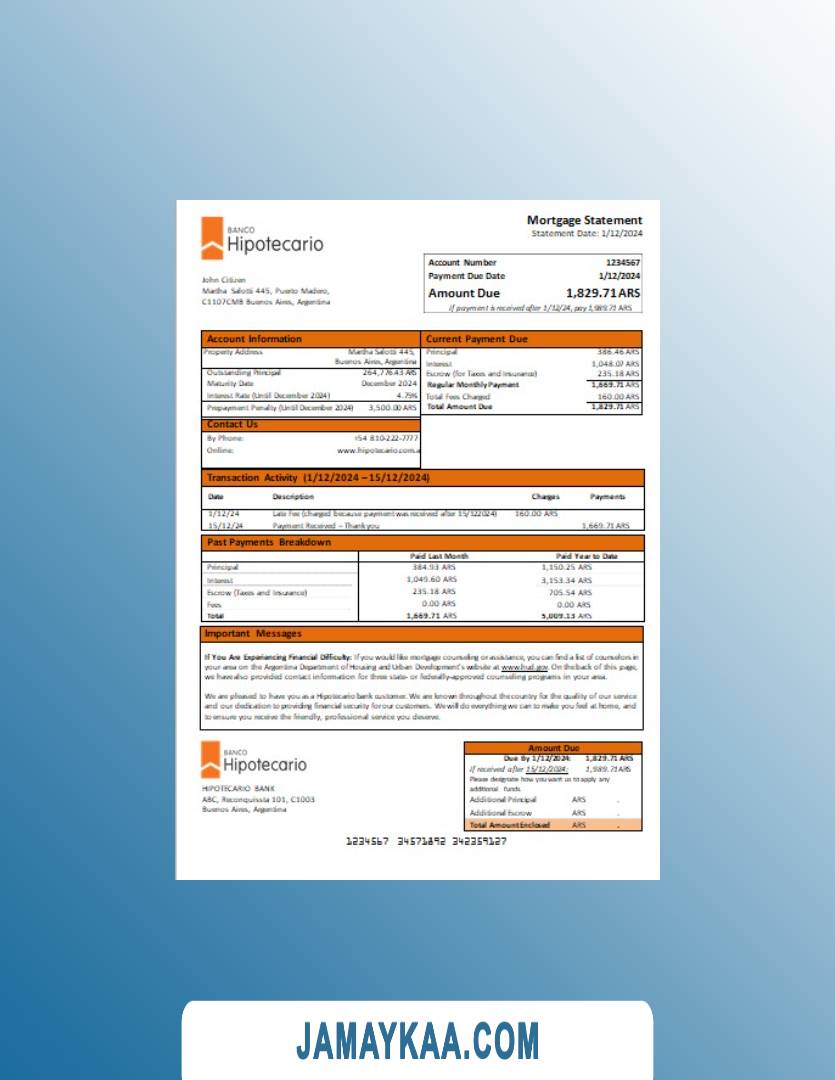 BANCO
Hipotecario
Mortgage Statement
Statement Date: 1/12/2024
Account Number 1234567
Payment Due Date 1/12/2024
Amount Due 1,829.71 ARS
If payment is received after 1/12/24, pay 1,989.71 ARS
John Citizen
Martha Salotti 445, Puerto Madero,
C1107CMB Buenos Aires, Argentina
Account Information
Property Address Martha Salotti 445,
Buenos Aires, Argentina
Outstanding Principal 264,776.43 ARS
Maturity Date December 2024
Interest Rate (Until December 2024) 4.75%
Prepayment Penalty (Until December 2024) 3,500.00 ARS
Current Payment Due
Principal 386.46 ARS
Interest 1,048.07 ARS
Escrow (for Taxes and Insurance) 235.18 ARS
Regular Monthly Payment 1,669.71 ARS
Total Fees Charged 160.00 ARS
Total Amount Due 1,829.71 ARS
Contact Us
By Phone: +54 810-222-7777
Online: www.hipotecario.com.a
Transaction Activity (1/12/2024 – 15/12/2024)
Date Description Charges Payments
1/12/24 Late Fee (charged because payment was received after 15/122024) 160.00 ARS
15/12/24 Payment Received – Thank you 1,669.71 ARS
Past Payments Breakdown
Paid Last Month Paid Year to Date
Principal 384.93 ARS 1,150.25 ARS
Interest 1,049.60 ARS 3,153.34 ARS
Escrow (Taxes and Insurance) 235.18 ARS 705.54 ARS
Fees 0.00 ARS 0.00 ARS
Total 1,669.71 ARS 5,009.13 ARS
Important Messages
If You Are Experiencing Financial Difficulty: If you would like mortgage counseling or assistance, you can find a list of counselors in
your area on the Argentina Department of Housing and Urban Development's website at www.hud.gov. On the back of this page,
we have also provided contact information for three state- or federally-approved counseling programs in your area.
We are pleased to have you as a Hipotecario bank customer. We are known throughout the country for the quality of our service
and our dedication to providing financial security for our customers. We will do everything we can to make you feel at home, and
to ensure you receive the friendly, professional service you deserve.
BANCO
Hipotecario
HIPOTECARIO BANK
ABC, Reconquissta 101, C1003
Buenos Aires, Argentina
Amount Due
Due By 1/12/2024: 1,829.71 ARS
If received after 15/12/2024: 1,989.71 ARS
Please designate how you want us to apply any
additional funds.
Additional Principal ARS .
Additional Escrow ARS .
Total Amount Enclosed ARS .
1234567 34571892 342359127
JAMAYKAA.COM